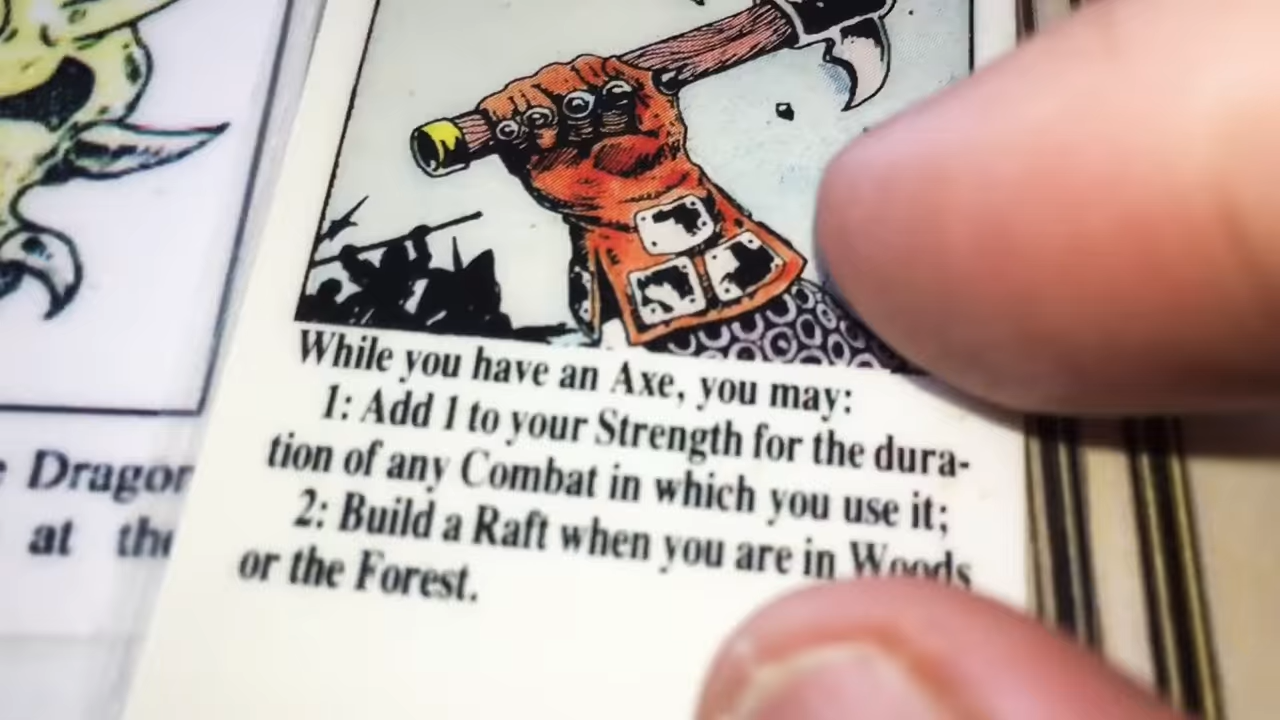 While you have an Axe, you may:
1: Add 1 to your Strength for the dura-
tion of any Combat in which you use it;
2: Build a Raft when you are in Woods
or the Forest.
Dragon
at the